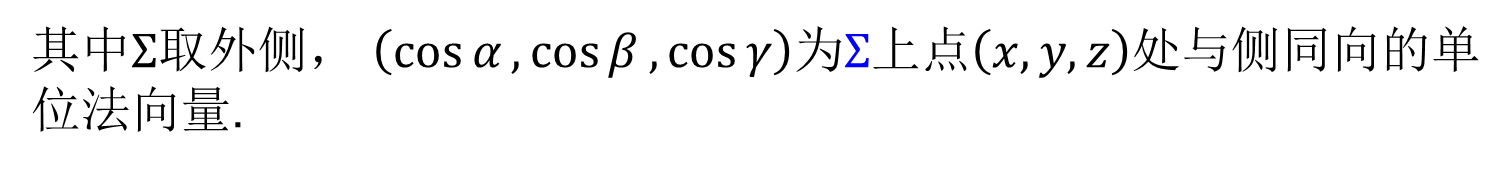 其中Σ取外侧， (cos α , cos β , cos γ)为Σ上点(x, y, z)处与侧同向的单
位法向量.